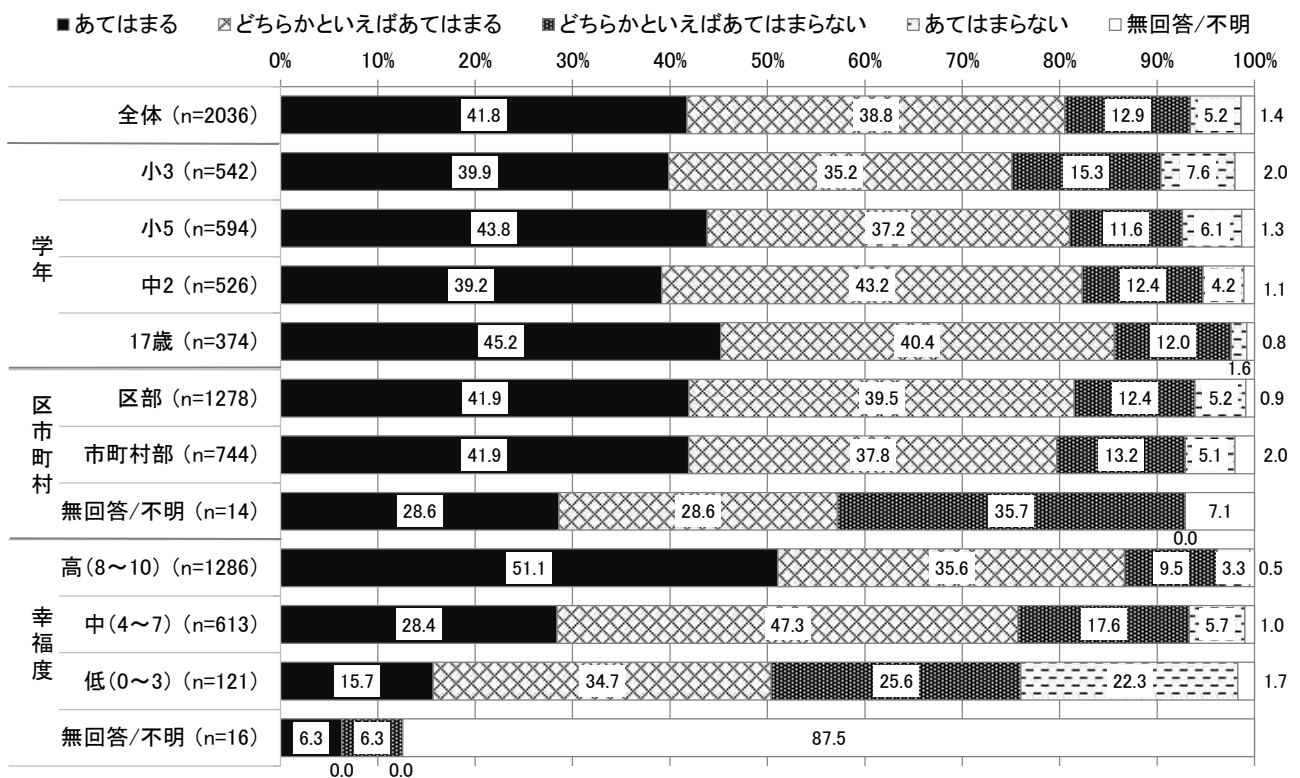 ■あてはまる ▨どちらかといえばあてはまる ■どちらかといえばあてはまらない □あてはまらない □無回答/不明
0% 10% 20% 30% 40% 50% 60% 70% 80% 90% 100%
全体 (n=2036) 41.8 38.8 12.9 5.2 1.4
学年
小3 (n=542) 39.9 35.2 15.3 7.6 2.0
小5 (n=594) 43.8 37.2 11.6 6.1 1.3
中2 (n=526) 39.2 43.2 12.4 4.2 1.1
17歳 (n=374) 45.2 40.4 12.0 1.6 0.8
区市町村
区部 (n=1278) 41.9 39.5 12.4 5.2 0.9
市町村部 (n=744) 41.9 37.8 13.2 5.1 2.0
無回答/不明 (n=14) 28.6 28.6 35.7 0.0 7.1
幸福度
高(8～10) (n=1286) 51.1 35.6 9.5 3.3 0.5
中(4～7) (n=613) 28.4 47.3 17.6 5.7 1.0
低(0～3) (n=121) 15.7 34.7 25.6 22.3 1.7
無回答/不明 (n=16) 6.3 0.0 6.3 0.0 87.5